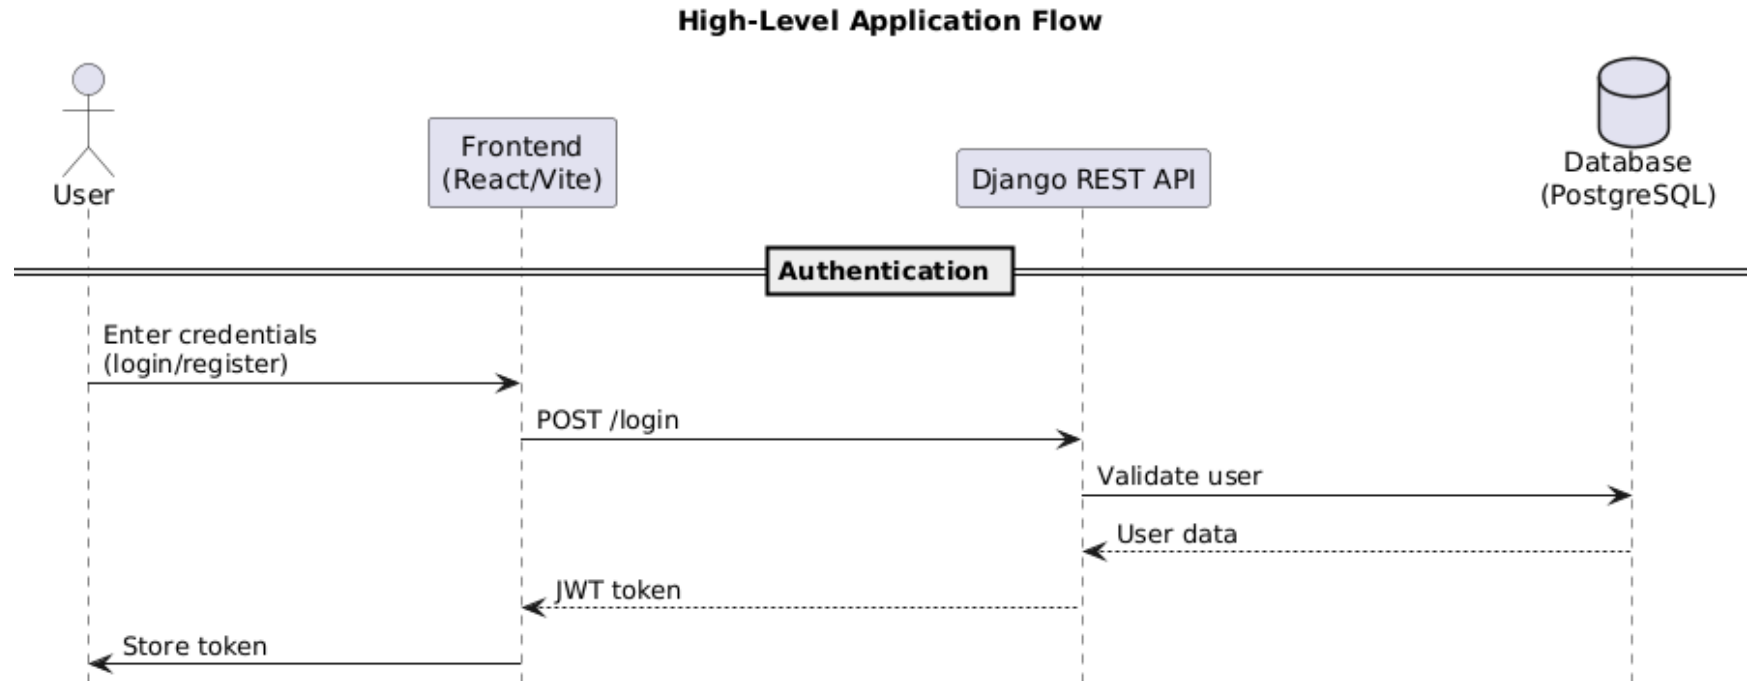 High-Level Application Flow
User
Frontend
(React/Vite)
Django REST API
Database
(PostgreSQL)
Authentication
Enter credentials
(login/register)
POST /login
Validate user
User data
JWT token
Store token